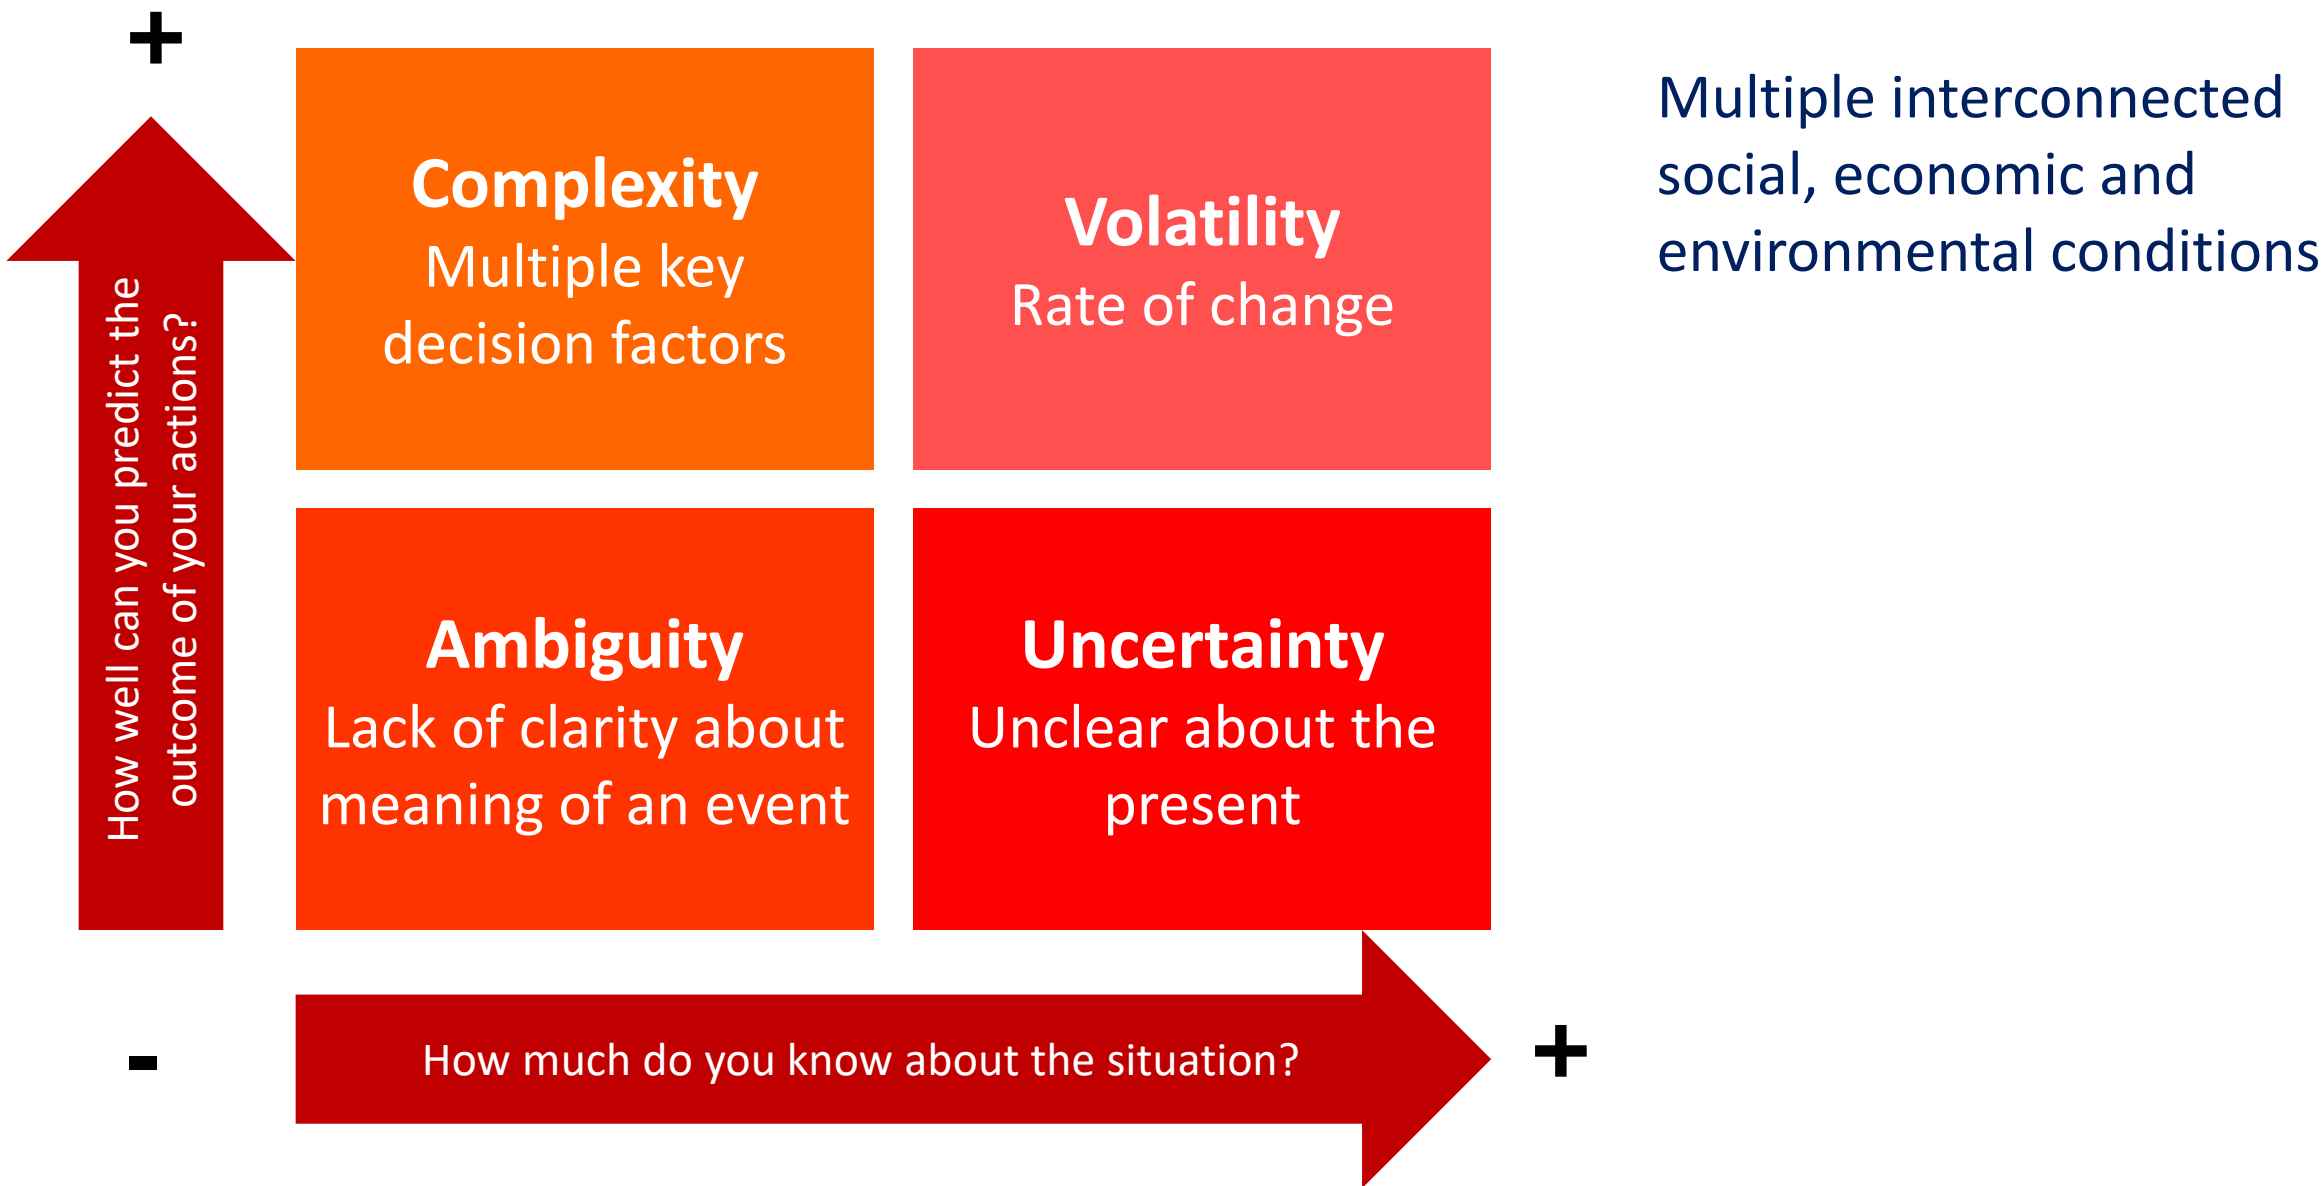 +
Complexity
Multiple key
decision factors
Volatility
Rate of change
Multiple interconnected
social, economic and
environmental conditions
How well can you predict the
outcome of your actions?
Ambiguity
Lack of clarity about
meaning of an event
Uncertainty
Unclear about the
present
-
How much do you know about the situation?
+